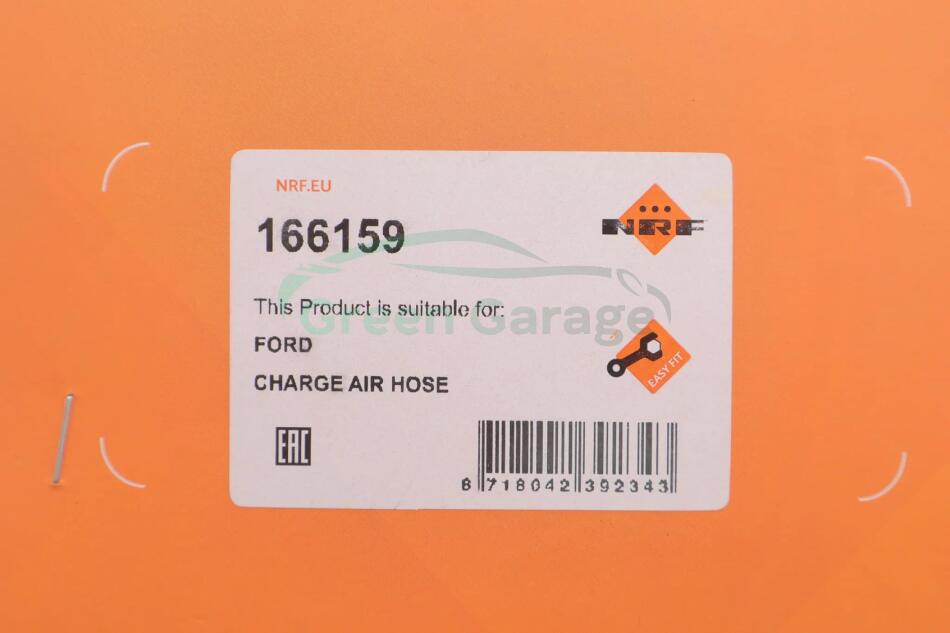 NRF.EU
166159
NRF
This Product is suitable for:
Green Garage
FORD
CHARGE AIR HOSE
EASY FIT
EAC
8 718042 392343